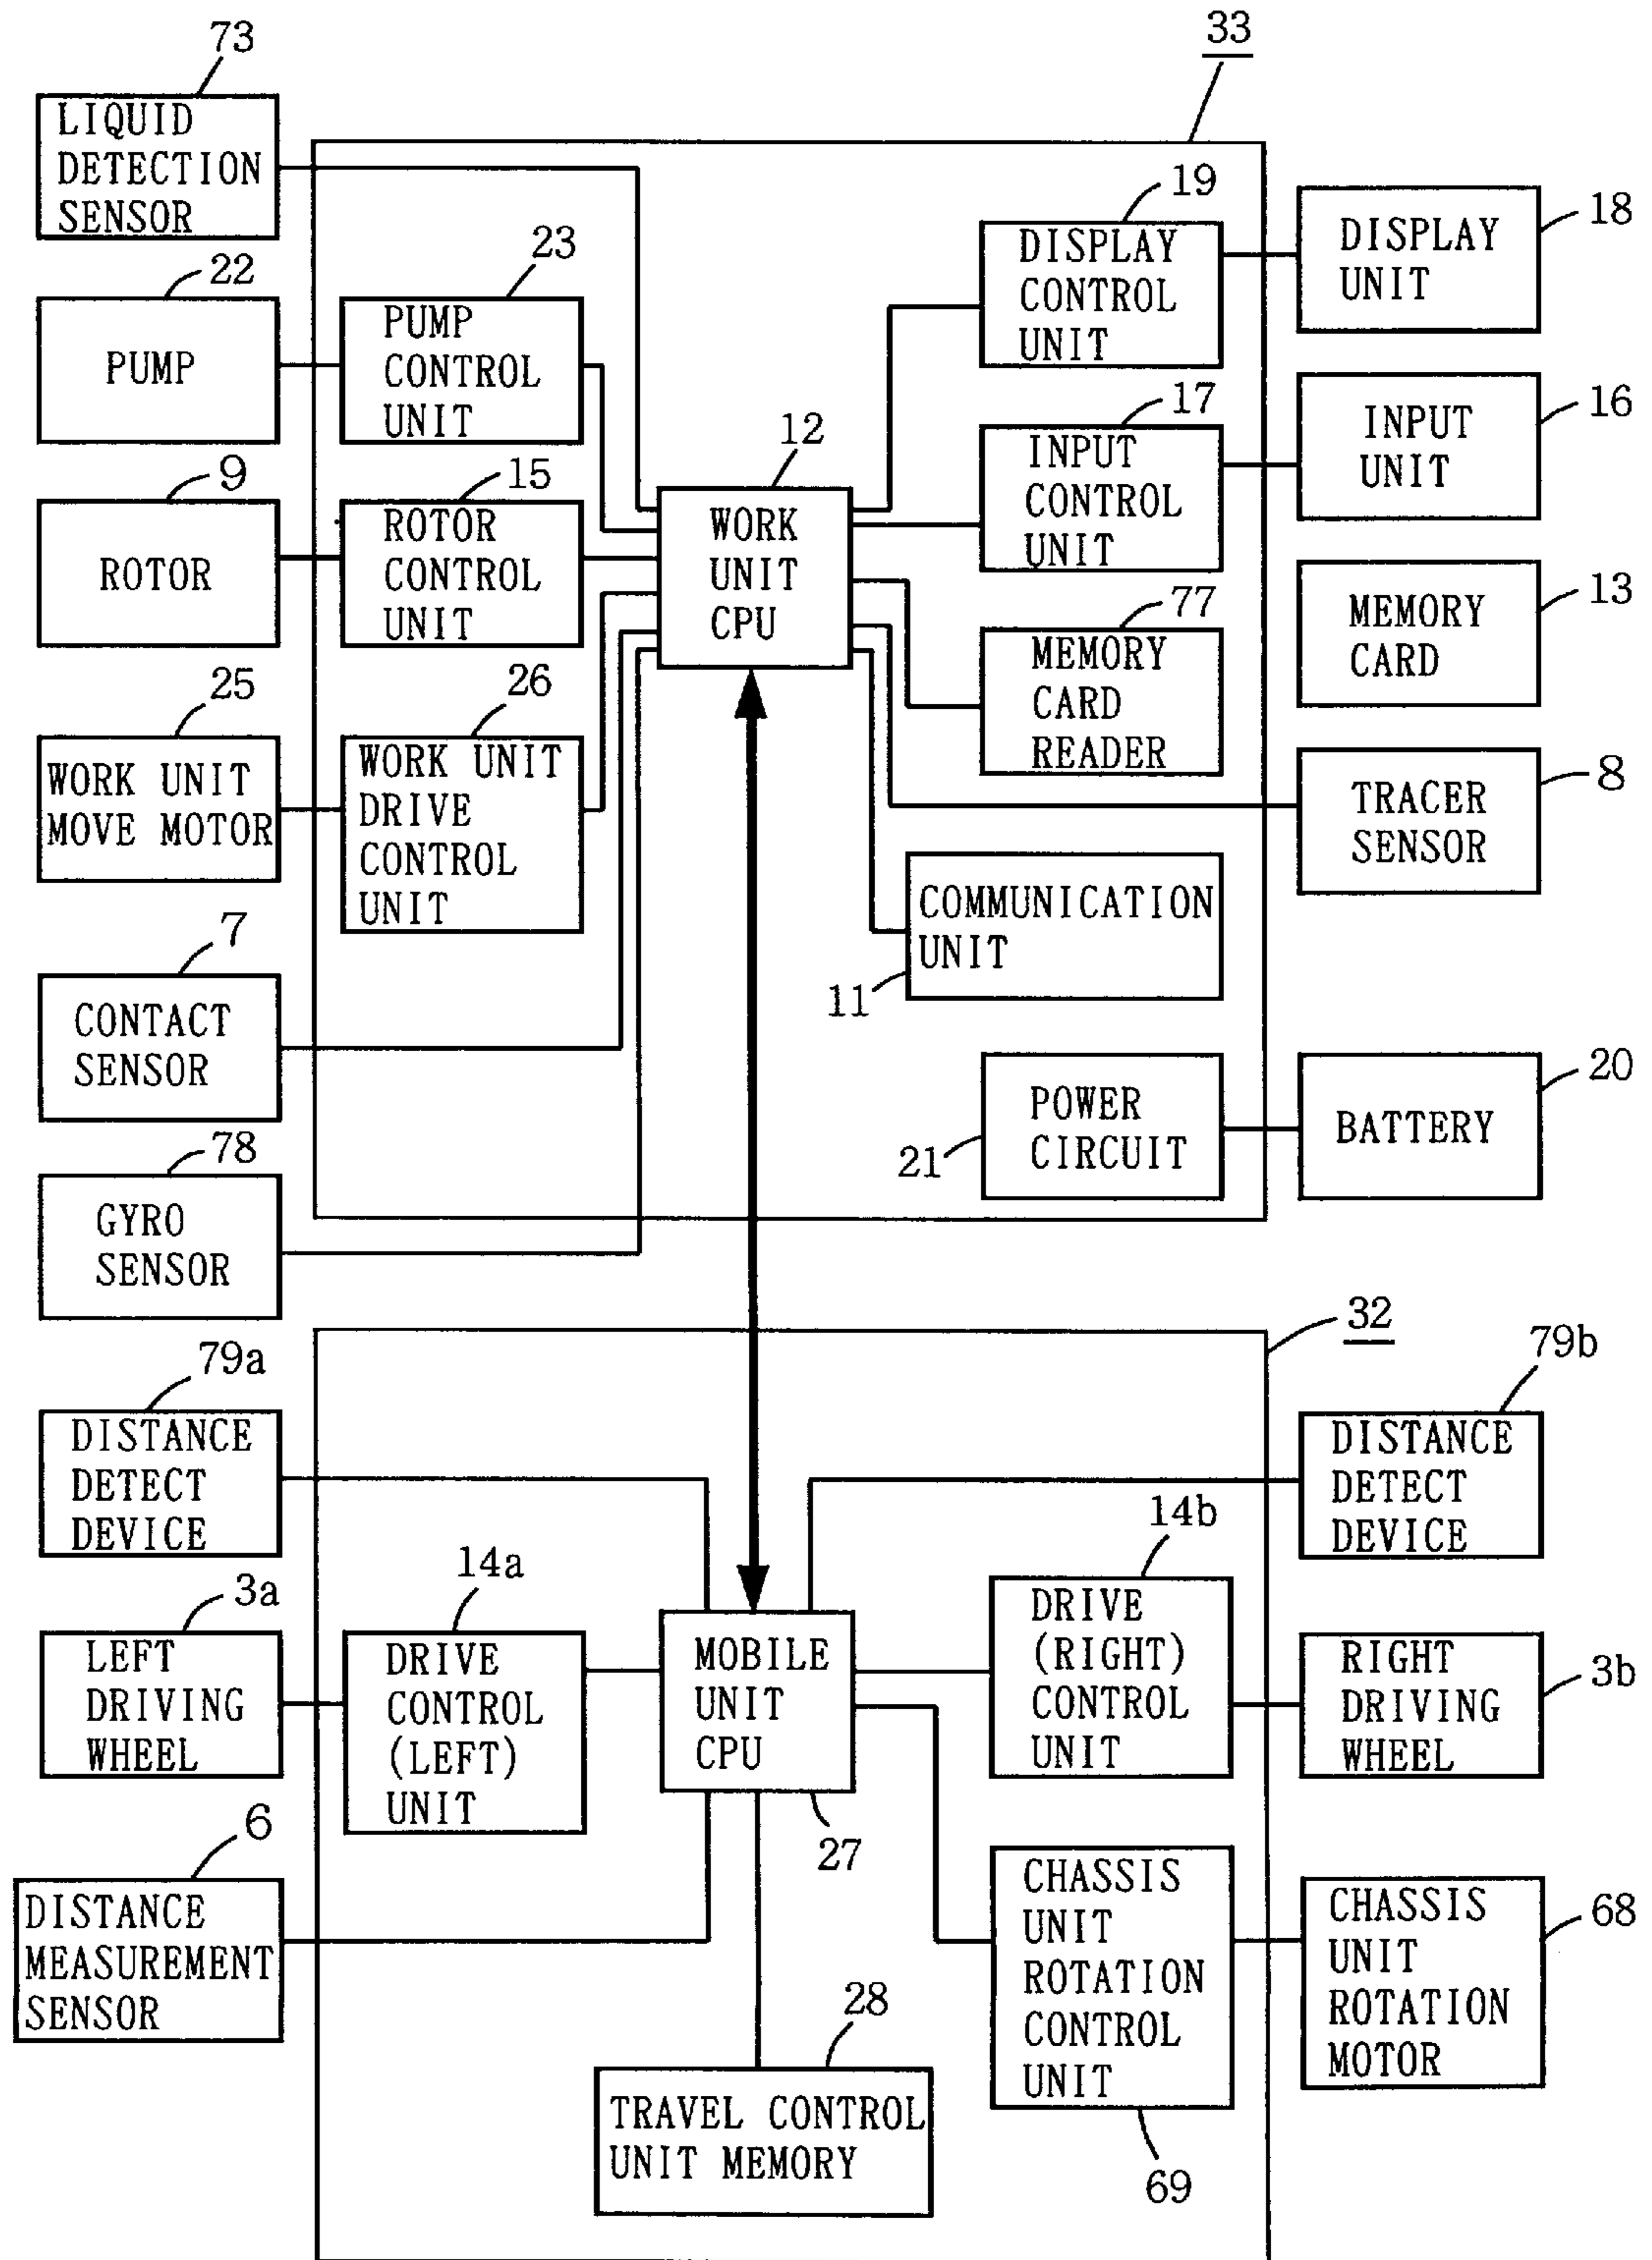 33
73
LIQUID
DETECTION
SENSOR
19
DISPLAY
CONTROL
UNIT
18
DISPLAY
UNIT
22
PUMP
23
PUMP
CONTROL
UNIT
17
INPUT
CONTROL
UNIT
16
INPUT
UNIT
12
WORK
UNIT
CPU
9
ROTOR
15
ROTOR
CONTROL
UNIT
77
MEMORY
CARD
READER
13
MEMORY
CARD
25
WORK UNIT
MOVE MOTOR
26
WORK UNIT
DRIVE
CONTROL
UNIT
8
TRACER
SENSOR
COMMUNICATION
UNIT
11
7
CONTACT
SENSOR
POWER
CIRCUIT
21
20
BATTERY
78
GYRO
SENSOR
32
79a
DISTANCE
DETECT
DEVICE
79b
DISTANCE
DETECT
DEVICE
3a
LEFT
DRIVING
WHEEL
14a
DRIVE
CONTROL
(LEFT)
UNIT
MOBILE
UNIT
CPU
27
14b
DRIVE
(RIGHT)
CONTROL
UNIT
RIGHT
DRIVING
WHEEL
3b
6
DISTANCE
MEASUREMENT
SENSOR
28
TRAVEL CONTROL
UNIT MEMORY
CHASSIS
UNIT
ROTATION
CONTROL
UNIT
69
CHASSIS
UNIT
ROTATION
MOTOR
68